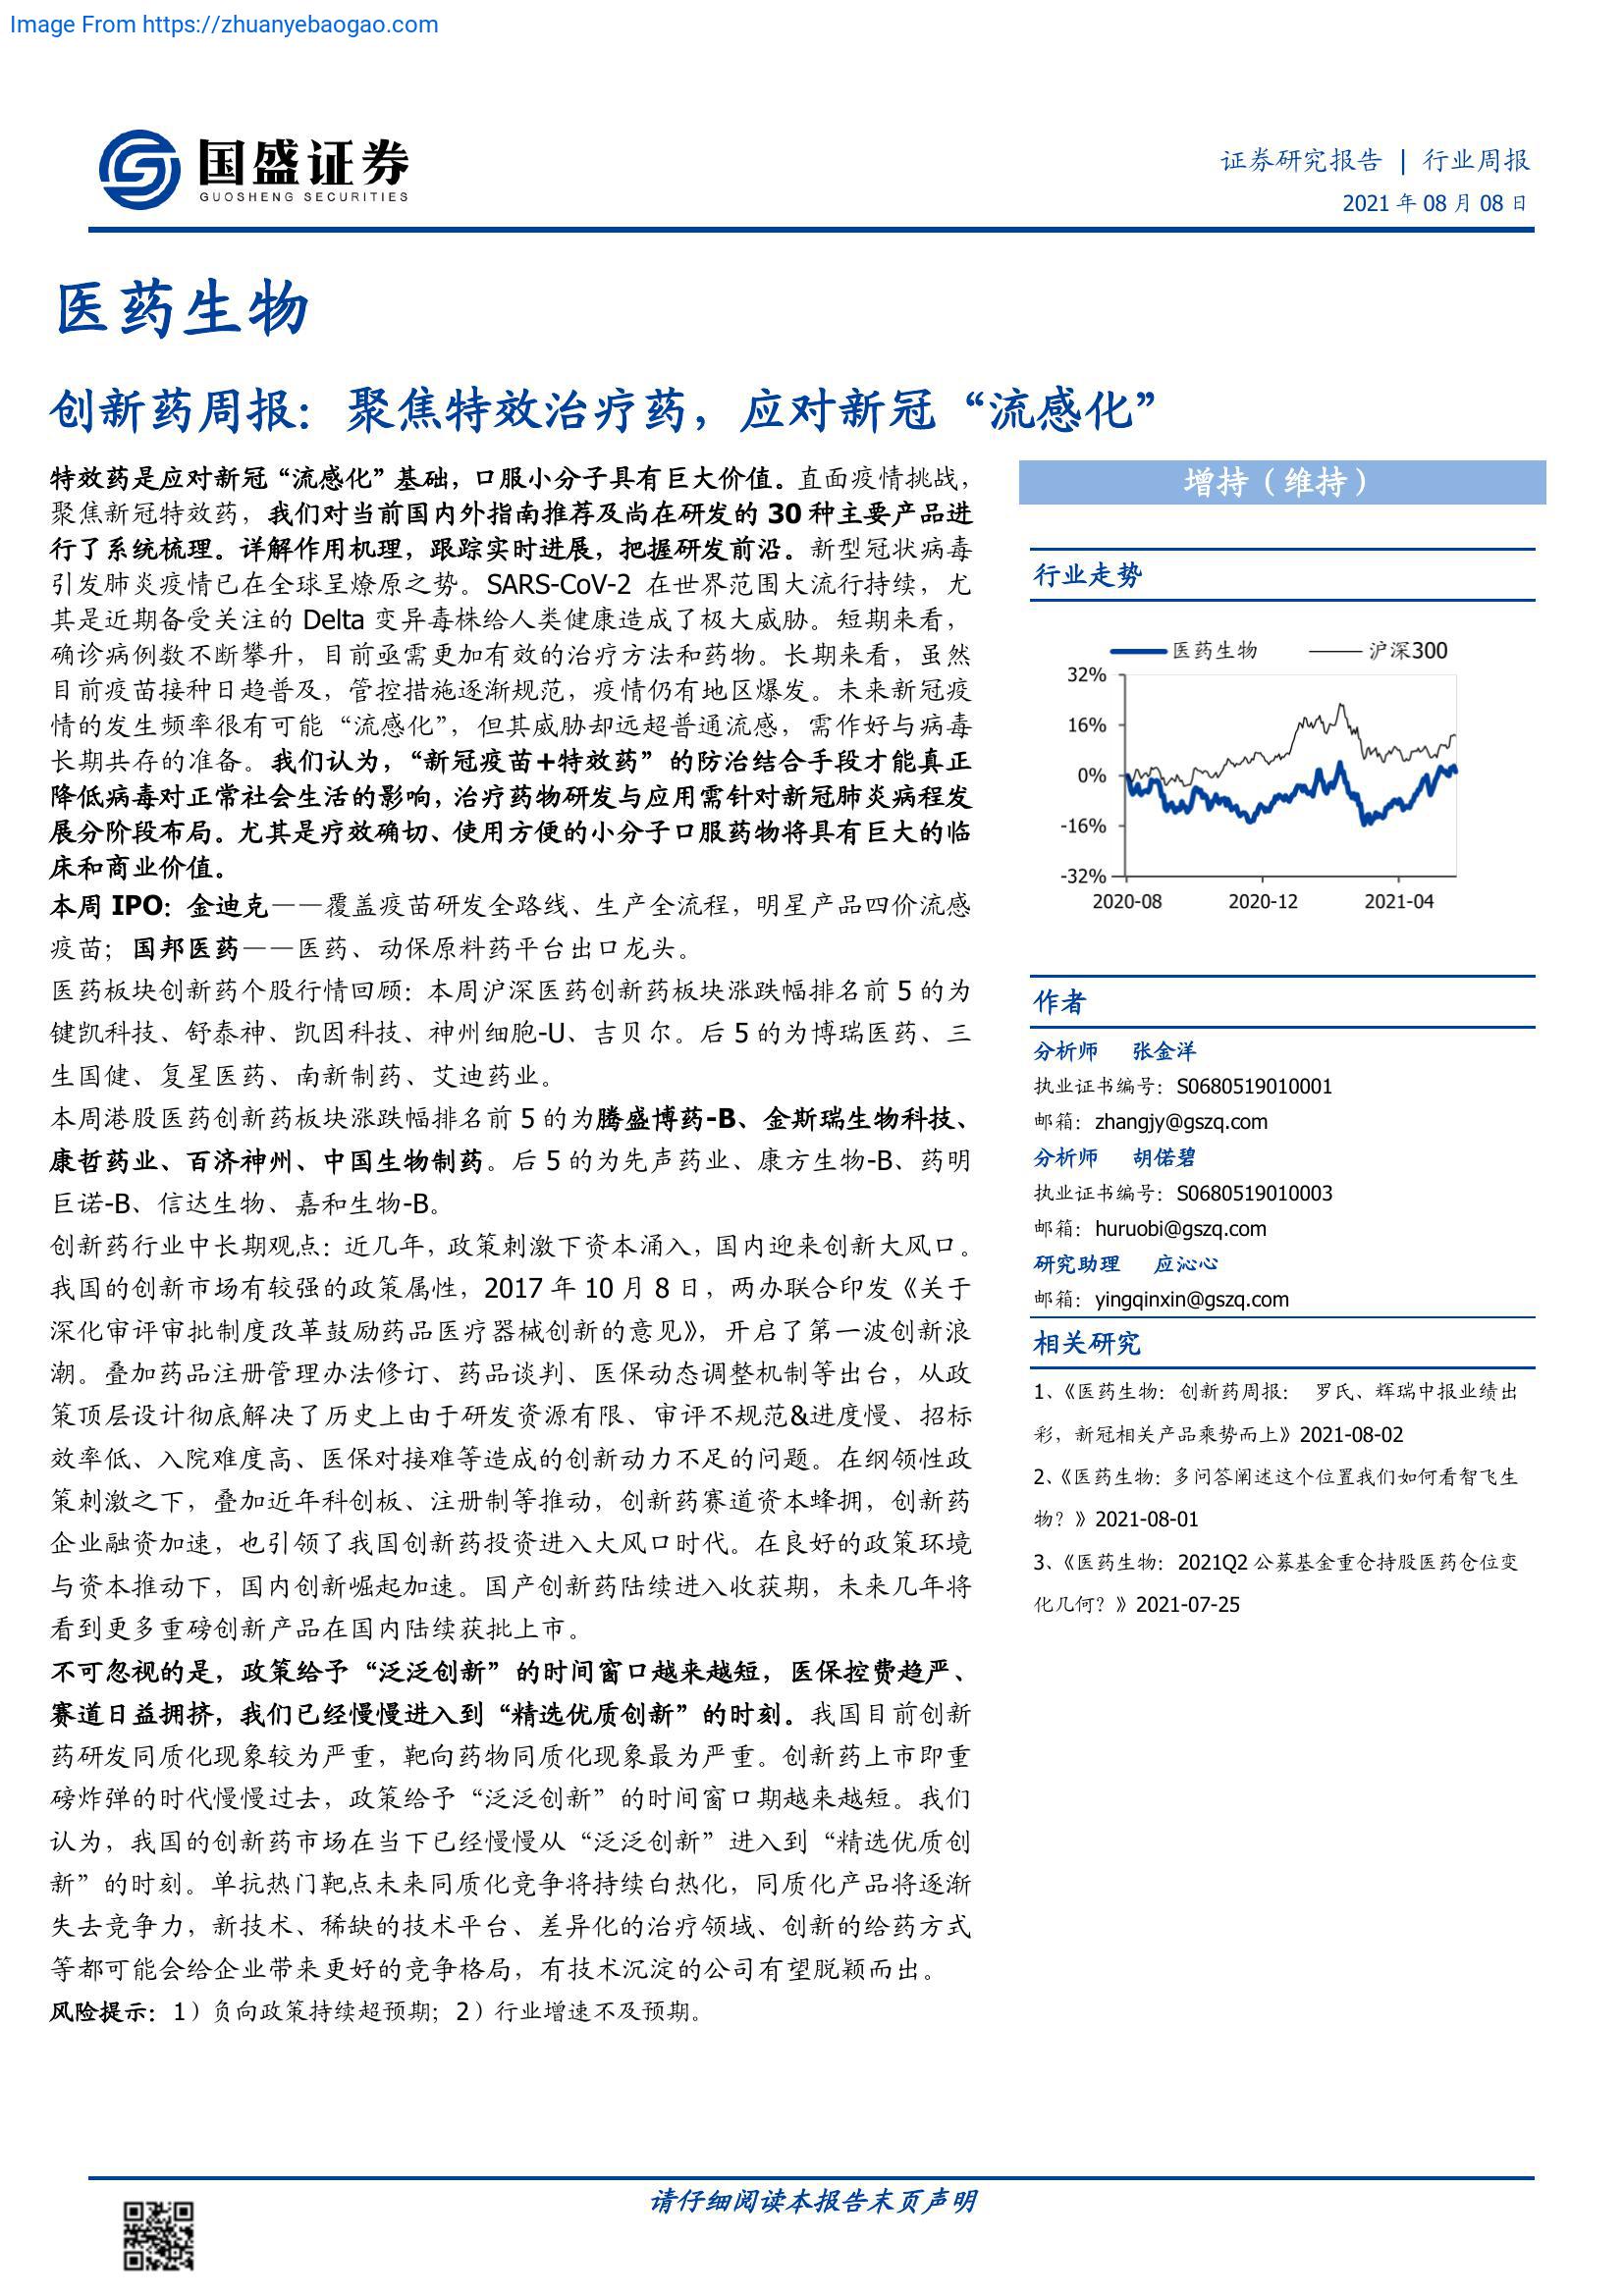 Image From https://zhuanyebaogao.com
国盛证券
GUOSHENG SECURITIES
证券研究报告 | 行业周报
2021 年 08 月 08 日
医药生物
创新药周报：聚焦特效治疗药，应对新冠“流感化”
特效药是应对新冠“流感化”基础，口服小分子具有巨大价值。直面疫情挑战，
聚焦新冠特效药，我们对当前国内外指南推荐及尚在研发的 30 种主要产品进
行了系统梳理。详解作用机理，跟踪实时进展，把握研发前沿。新型冠状病毒
引发肺炎疫情已在全球呈燎原之势。SARS-CoV-2 在世界范围大流行持续，尤
其是近期备受关注的 Delta 变异毒株给人类健康造成了极大威胁。短期来看，
确诊病例数不断攀升，目前亟需更加有效的治疗方法和药物。长期来看，虽然
目前疫苗接种日趋普及，管控措施逐渐规范，疫情仍有地区爆发。未来新冠疫
情的发生频率很有可能“流感化”，但其威胁却远超普通流感，需作好与病毒
长期共存的准备。我们认为，“新冠疫苗+特效药”的防治结合手段才能真正
降低病毒对正常社会生活的影响，治疗药物研发与应用需针对新冠肺炎病程发
展分阶段布局。尤其是疗效确切、使用方便的小分子口服药物将具有巨大的临
床和商业价值。
本周 IPO：金迪克——覆盖疫苗研发全路线、生产全流程，明星产品四价流感
疫苗；国邦医药——医药、动保原料药平台出口龙头。
医药板块创新药个股行情回顾：本周沪深医药创新药板块涨跌幅排名前 5 的为
键凯科技、舒泰神、凯因科技、神州细胞-U、吉贝尔。后 5 的为博瑞医药、三
生国健、复星医药、南新制药、艾迪药业。
本周港股医药创新药板块涨跌幅排名前 5 的为腾盛博药-B、金斯瑞生物科技、
康哲药业、百济神州、中国生物制药。后 5 的为先声药业、康方生物-B、药明
巨诺-B、信达生物、嘉和生物-B。
创新药行业中长期观点：近几年，政策刺激下资本涌入，国内迎来创新大风口。
我国的创新市场有较强的政策属性，2017 年 10 月 8 日，两办联合印发《关于
深化审评审批制度改革鼓励药品医疗器械创新的意见》，开启了第一波创新浪
潮。叠加药品注册管理办法修订、药品谈判、医保动态调整机制等出台，从政
策顶层设计彻底解决了历史上由于研发资源有限、审评不规范&进度慢、招标
效率低、入院难度高、医保对接难等造成的创新动力不足的问题。在纲领性政
策刺激之下，叠加近年科创板、注册制等推动，创新药赛道资本蜂拥，创新药
企业融资加速，也引领了我国创新药投资进入大风口时代。在良好的政策环境
与资本推动下，国内创新崛起加速。国产创新药陆续进入收获期，未来几年将
看到更多重磅创新产品在国内陆续获批上市。
不可忽视的是，政策给予“泛泛创新”的时间窗口越来越短，医保控费趋严、
赛道日益拥挤，我们已经慢慢进入到“精选优质创新”的时刻。我国目前创新
药研发同质化现象较为严重，靶向药物同质化现象最为严重。创新药上市即重
磅炸弹的时代慢慢过去，政策给予“泛泛创新”的时间窗口期越来越短。我们
认为，我国的创新药市场在当下已经慢慢从“泛泛创新”进入到“精选优质创
新”的时刻。单抗热门靶点未来同质化竞争将持续白热化，同质化产品将逐渐
失去竞争力，新技术、稀缺的技术平台、差异化的治疗领域、创新的给药方式
等都可能会给企业带来更好的竞争格局，有技术沉淀的公司有望脱颖而出。
风险提示：1）负向政策持续超预期；2）行业增速不及预期。
增持（维持）
行业走势
医药生物 沪深300
32%
16%
0%
-16%
-32%
2020-08 2020-12 2021-04
作者
分析师 张金洋
执业证书编号：S0680519010001
邮箱：zhangjy@gszq.com
分析师 胡偌碧
执业证书编号：S0680519010003
邮箱：huruobi@gszq.com
研究助理 应沁心
邮箱：yingqinxin@gszq.com
相关研究
1、《医药生物：创新药周报： 罗氏、辉瑞中报业绩出
彩，新冠相关产品乘势而上》2021-08-02
2、《医药生物：多问答阐述这个位置我们如何看智飞生
物？》2021-08-01
3、《医药生物：2021Q2 公募基金重仓持股医药仓位变
化几何？》2021-07-25
请仔细阅读本报告末页声明